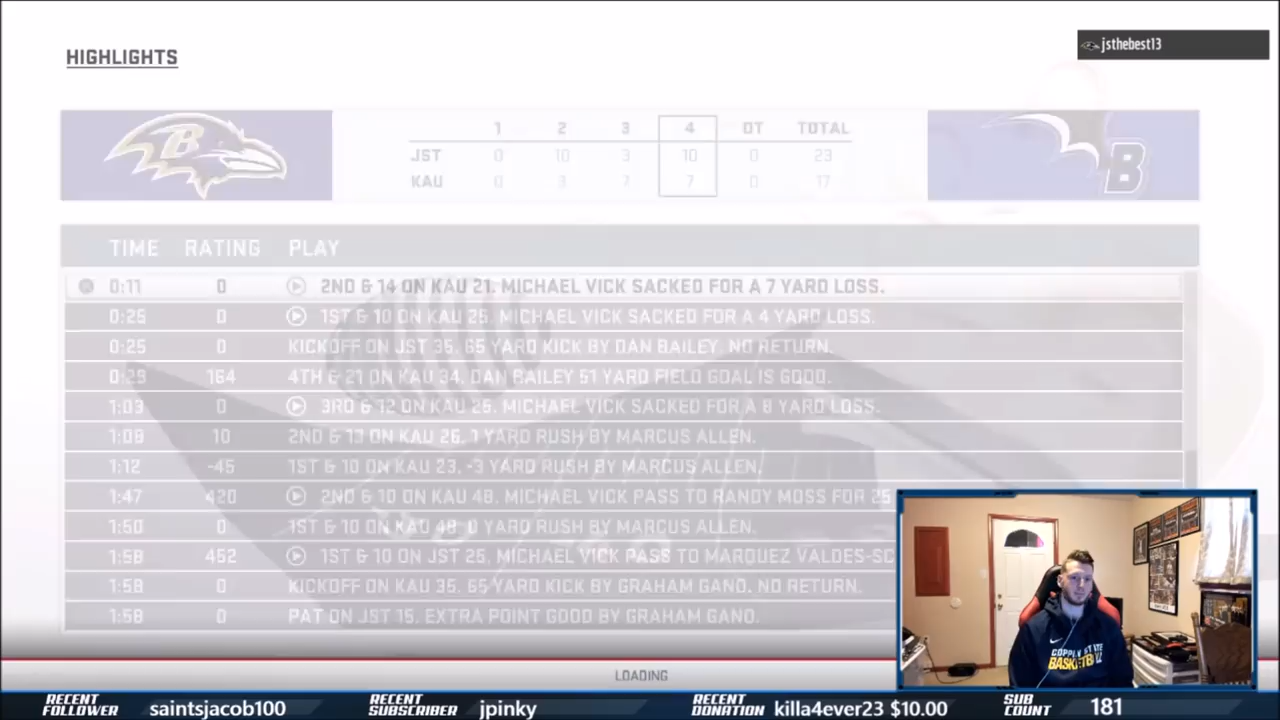 HIGHLIGHTS
jsthebest13
1 2 3 4 OT TOTAL
JST 0 10 3 10 0 23
KAU 0 3 7 7 0 17
B
TIME RATING PLAY
0:11 0 2ND & 14 ON KAU 21. MICHAEL VICK SACKED FOR A 7 YARD LOSS.
0:25 0 1ST & 10 ON KAU 25. MICHAEL VICK SACKED FOR A 4 YARD LOSS.
0:25 0 KICKOFF ON JST 35. 65 YARD KICK BY DAN BAILEY. NO RETURN.
0:29 164 4TH & 21 ON KAU 34. DAN BAILEY 51 YARD FIELD GOAL IS GOOD.
1:03 0 3RD & 12 ON KAU 26. MICHAEL VICK SACKED FOR A 8 YARD LOSS.
1:09 10 2ND & 13 ON KAU 26. 1 YARD RUSH BY MARCUS ALLEN.
1:12 -45 1ST & 10 ON KAU 23. -3 YARD RUSH BY MARCUS ALLEN.
1:47 420 2ND & 10 ON KAU 48. MICHAEL VICK PASS TO RANDY MOSS FOR 25
1:50 0 1ST & 10 ON KAU 48. 0 YARD RUSH BY MARCUS ALLEN.
1:58 452 1ST & 10 ON JST 25. MICHAEL VICK PASS TO MARQUEZ VALDES-SC
1:58 0 KICKOFF ON KAU 35. 65 YARD KICK BY GRAHAM GANO. NO RETURN.
1:58 0 PAT ON JST 15. EXTRA POINT GOOD BY GRAHAM GANO.
LOADING
RECENT FOLLOWER saintsjacob100 RECENT SUBSCRIBER jpinky RECENT DONATION killa4ever23 $10.00 SUB COUNT 181